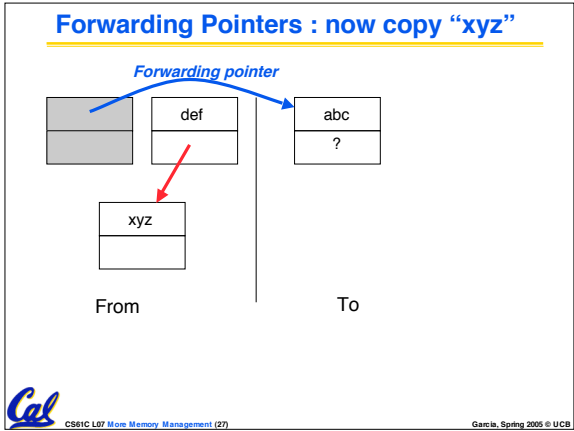 Forwarding Pointers : now copy “xyz”
Forwarding pointer
def
abc
?
xyz
From
To
Cal
CS61C L07 More Memory Management (27)
Garcia, Spring 2005 © UCB